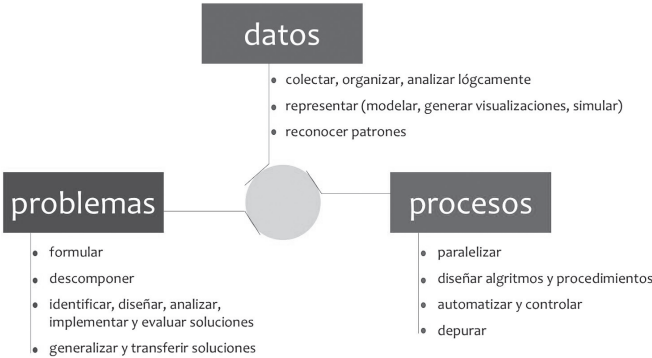 datos
colectar, organizar, analizar lógcamente
representar (modelar, generar visualizaciones, simular)
reconocer patrones
problemas
formular
descomponer
identificar, diseñar, analizar,
implementar y evaluar soluciones
generalizar y transferir soluciones
procesos
paralelizar
diseñar algritmos y procedimientos
automatizar y controlar
depurar